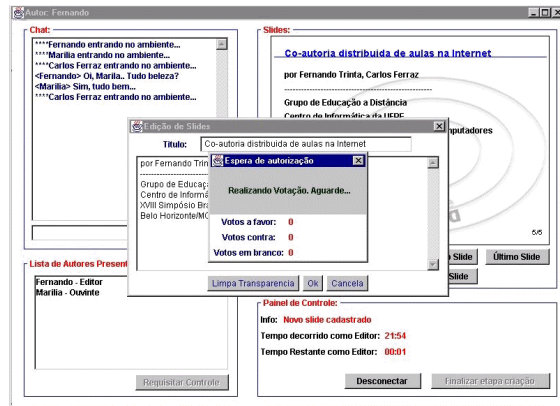 Autor: Fernando
Chat:
****Fernando entrando no ambiente...
****Marilia entrando no ambiente...
****Carlos Ferraz entrando no ambiente...
<Fernando> Oi, Marila.. Tudo beleza?
<Marilia> Sim, tudo bem...
****Carlos Ferraz entrando no ambiente...
Slides:
Co-autoria distribuida de aulas na Internet
por Fernando Trinta, Carlos Ferraz
Grupo de Educação a Distância
Centro de Informática da UFPE
mputadores
6/6
Slide
Último Slide
Slide
Edição de Slides
Titulo:
Co-autoria distribuida de aulas na Internet
por Fernando Trin
Grupo de Educaç
Centro de Informá
XVIII Simpósio Bra
Belo Horizonte/MG
Limpa Transparencia
Ok
Cancela
Espera de autorização
Realizando Votação. Aguarde...
Votos a favor: 0
Votos contra: 0
Votos em branco: 0
Lista de Autores Present
Fernando - Editor
Marilia - Ouvinte
Requisitar Controle
Painel de Controle:
Info: Novo slide cadastrado
Tempo decorrido como Editor: 21:54
Tempo Restante como Editor: 00:01
Desconectar
Finalizar etapa criação